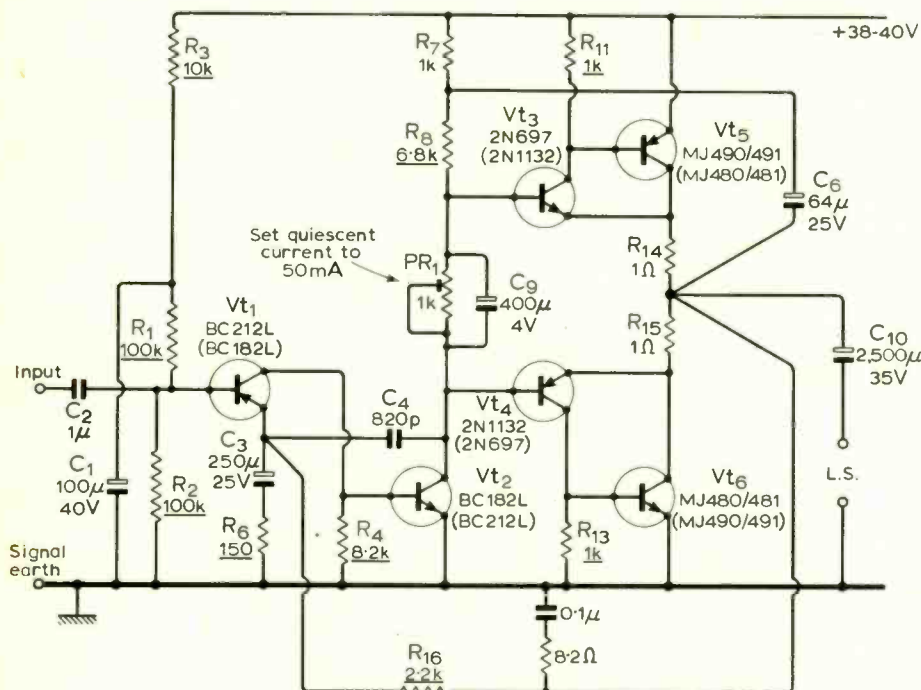 +38-40V
R3
10k
R7
1k
R11
1k
R8
6·8k
Vt3
2N697
(2N1132)
Vt5
MJ490/491
(MJ480/481)
C6
64µ
25V
Set quiescent
current to
50mA
PR1
1k
C9
400µ
4V
R14
1Ω
R15
1Ω
R1
100k
Vt1
BC212L
(BC182L)
Input
C2
1µ
C4
820p
Vt4
2N1132
(2N697)
C10
2,500µ
35V
C1
100µ
40V
R2
100k
C3
250µ
25V
R6
150
R4
8·2k
Vt2
BC182L
(BC212L)
R13
1k
Vt6
MJ480/481
(MJ490/491)
L.S.
Signal
earth
0·1µ
8·2Ω
R16
2·2k